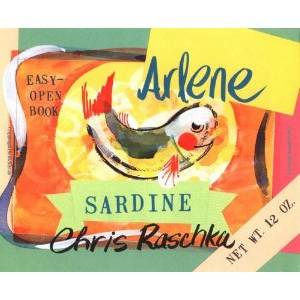 EASY-
OPEN
BOOK
Arlene
SARDINE
Chris Raschka
NET WT. 12 OZ.